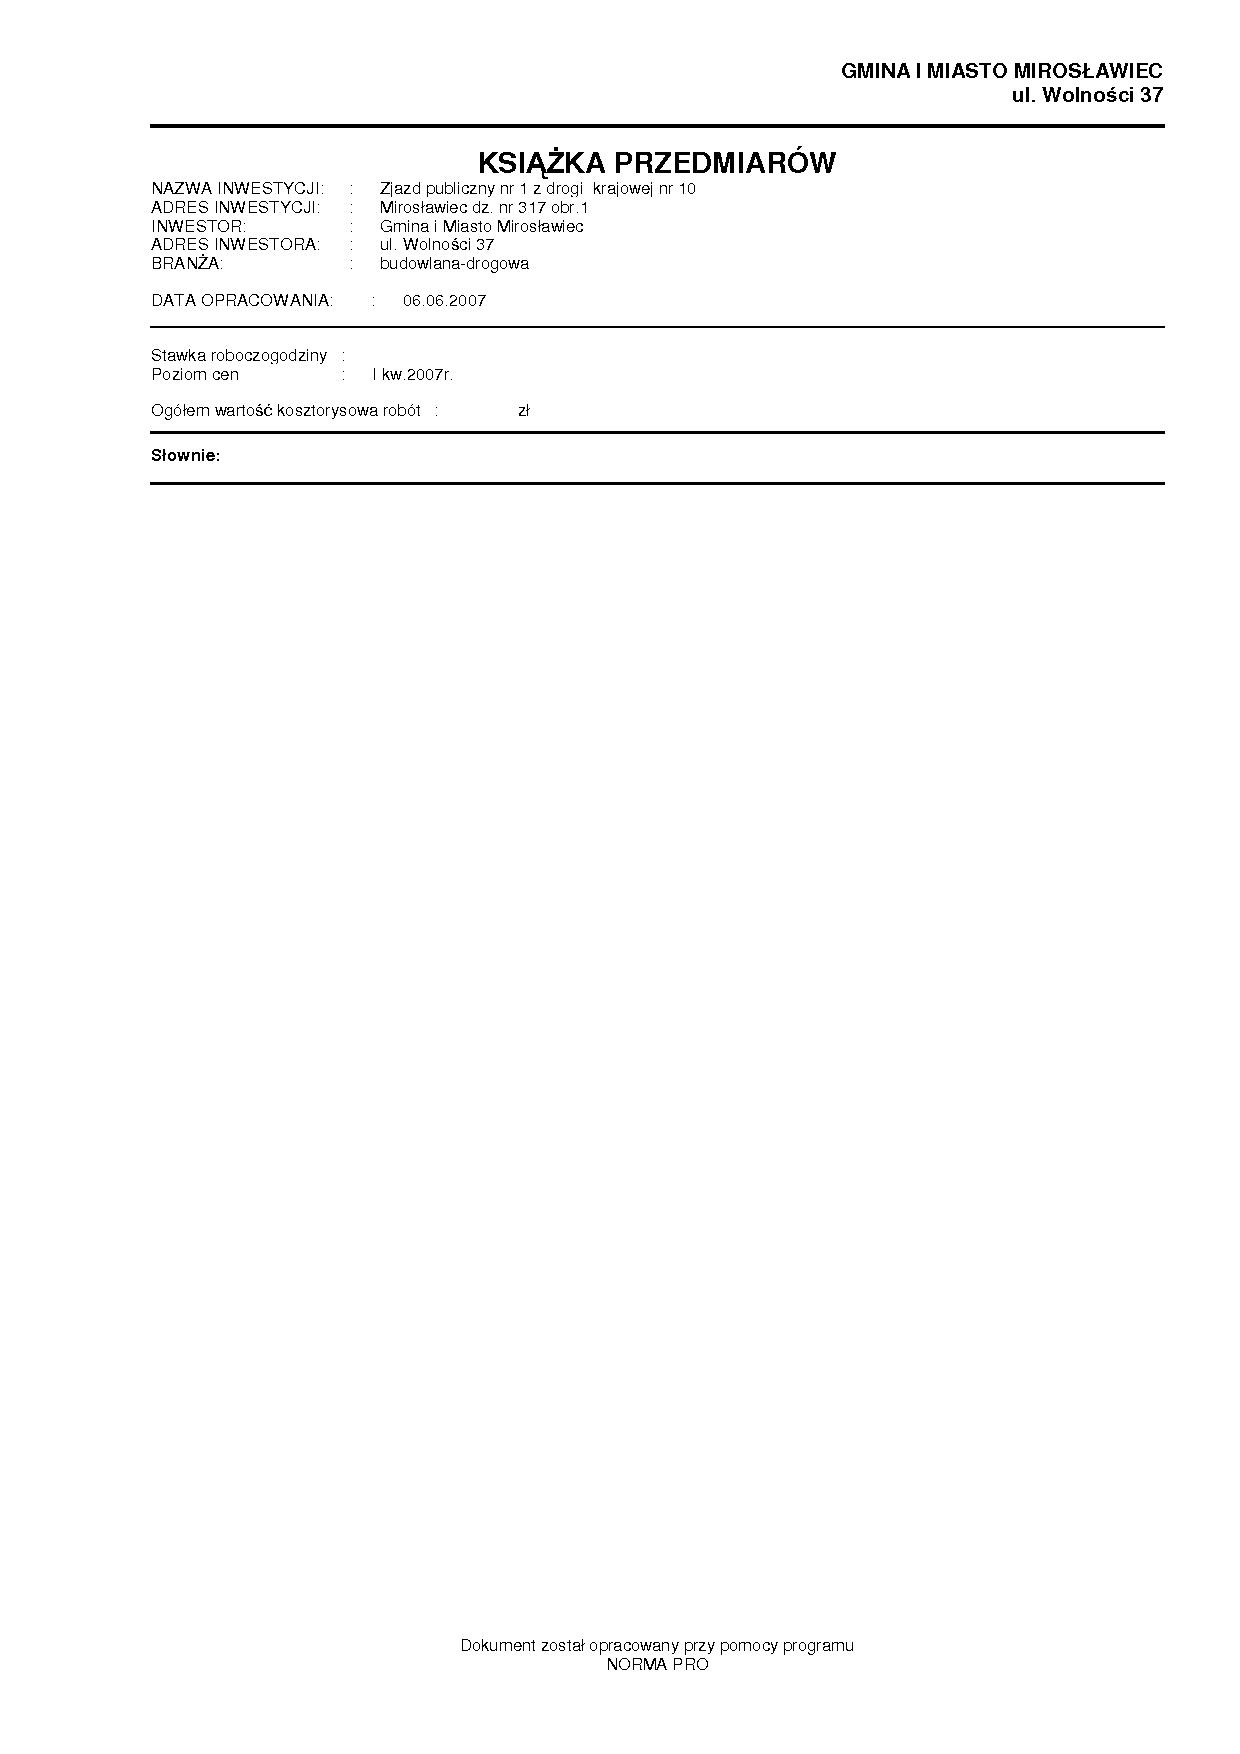 GMINA I MIASTO MIROSŁAWIEC
ul. Wolności 37
KSIĄŻKA PRZEDMIARÓW
NAZWA INWESTYCJI: : Zjazd publiczny nr 1 z drogi krajowej nr 10
ADRES INWESTYCJI: : Mirosławiec dz. nr 317 obr.1
INWESTOR: : Gmina i Miasto Mirosławiec
ADRES INWESTORA: : ul. Wolności 37
BRANŻA: : budowlana-drogowa
DATA OPRACOWANIA: : 06.06.2007
Stawka roboczogodziny :
Poziom cen : I kw.2007r.
Ogółem wartość kosztorysowa robót : zł
Słownie:
Dokument został opracowany przy pomocy programu
NORMA PRO